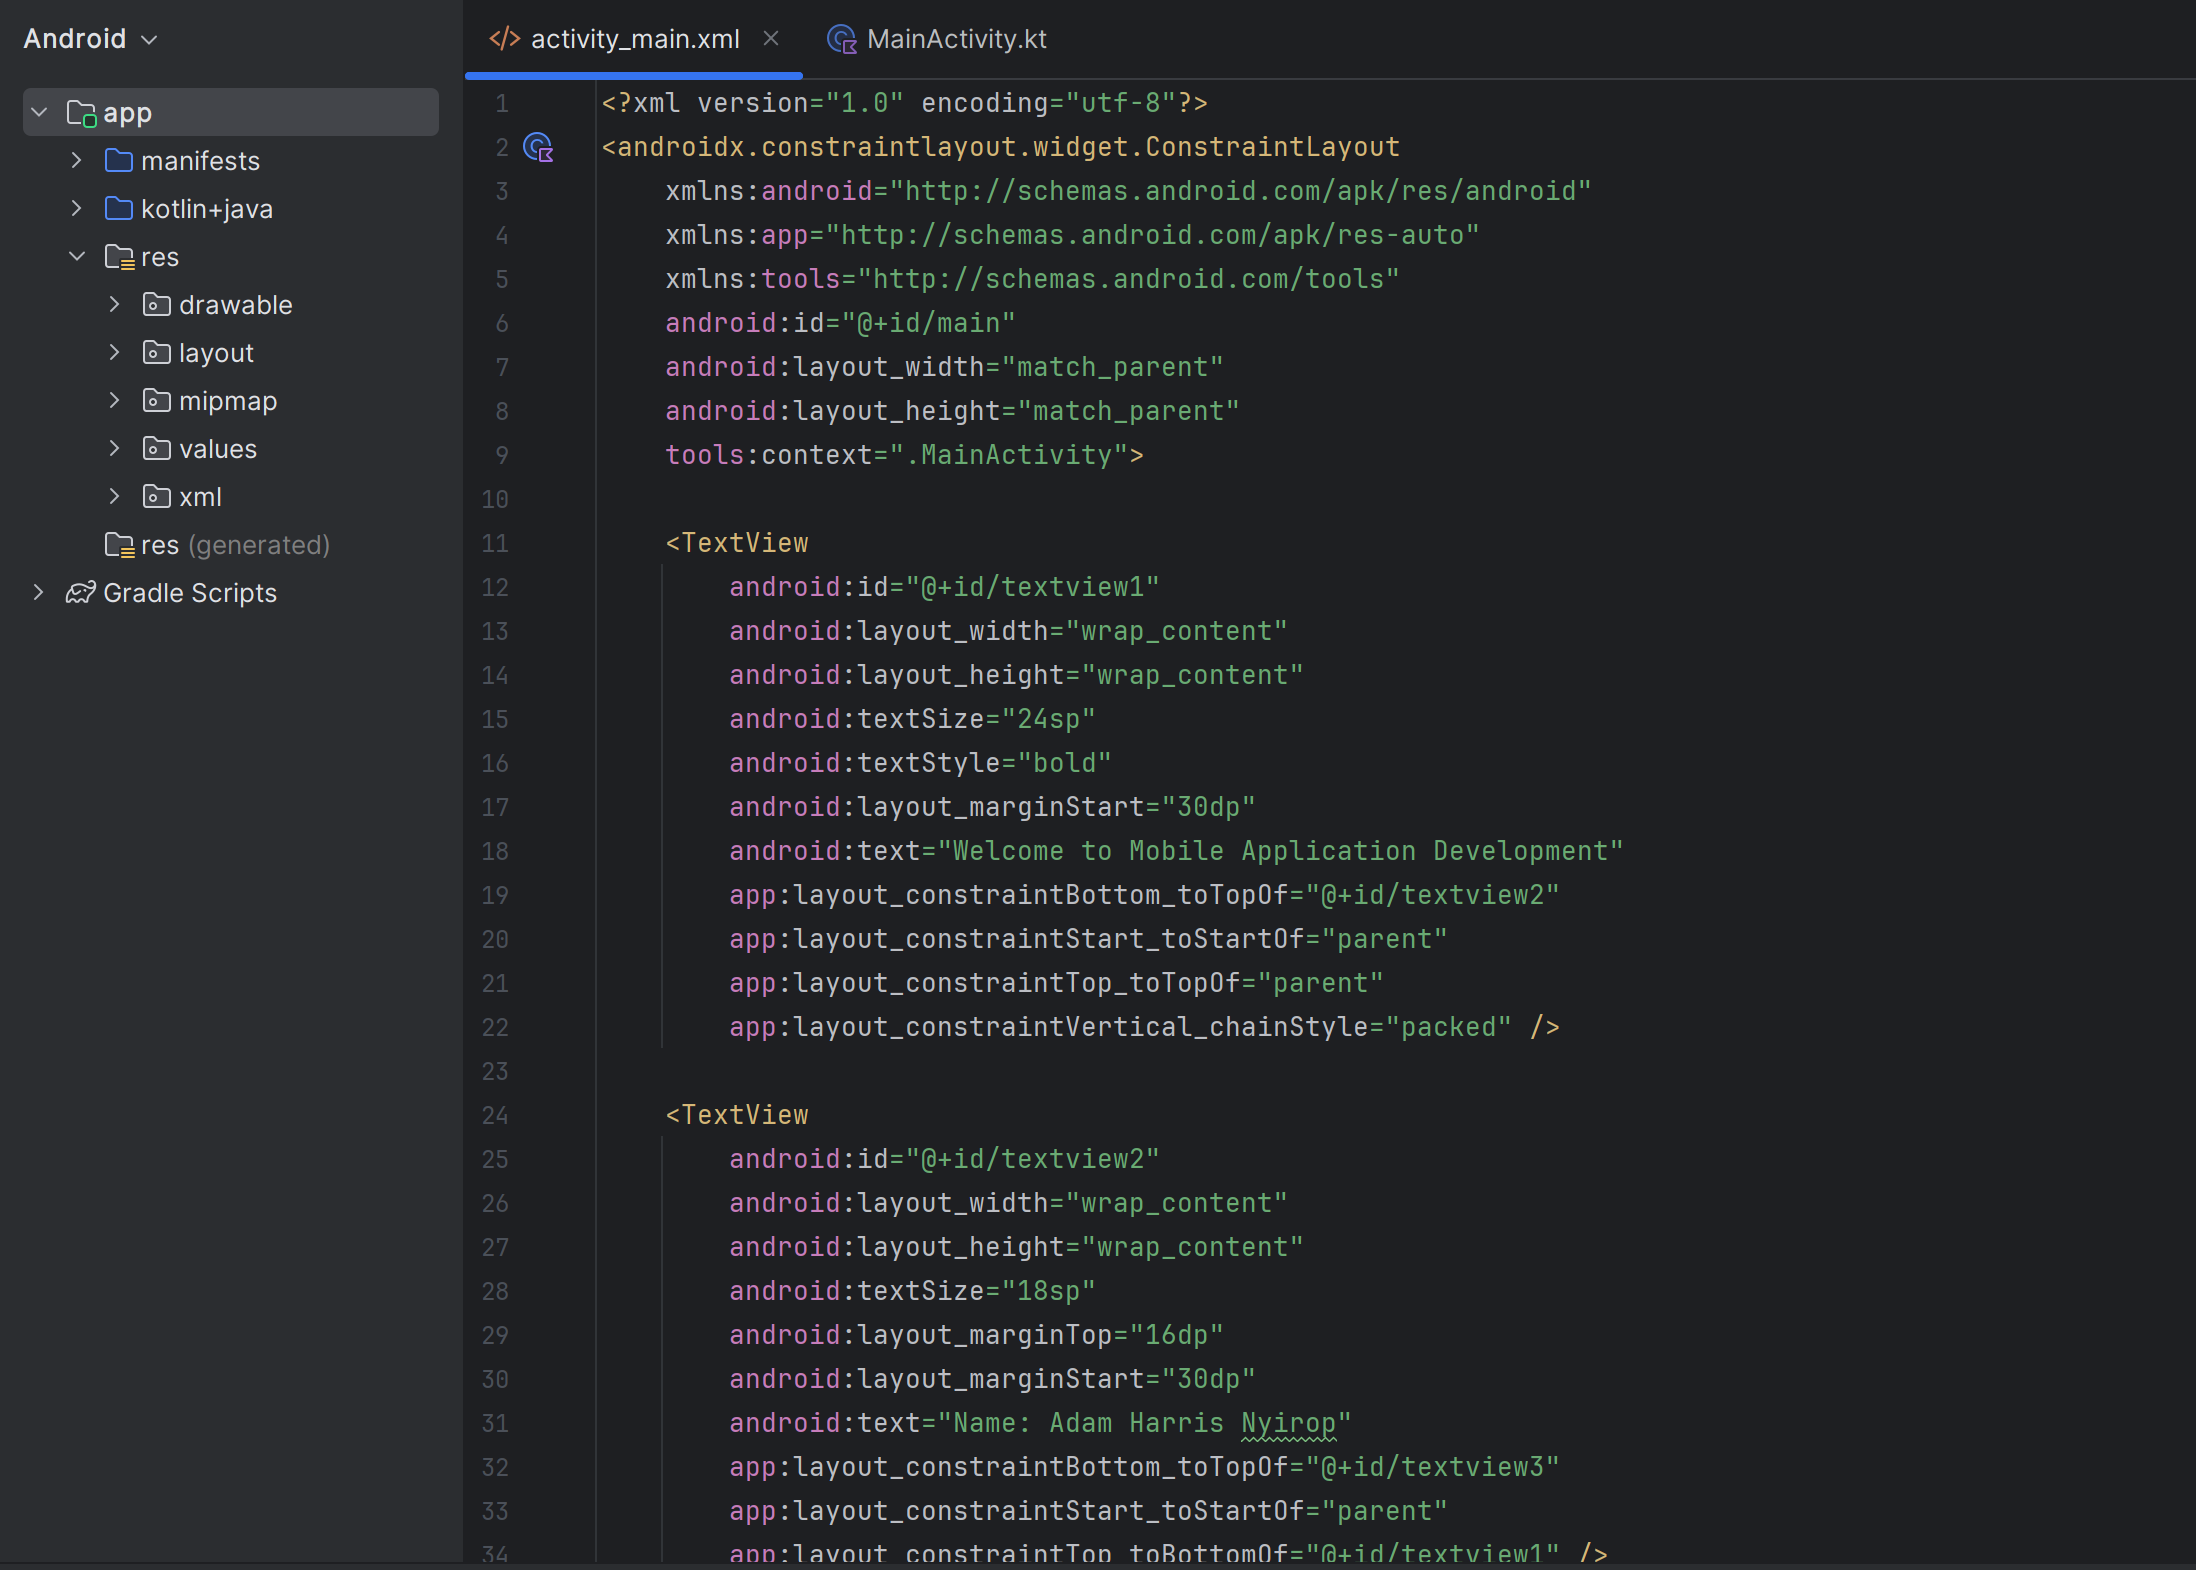 Android
app
manifests
kotlin+java
res
drawable
layout
mipmap
values
xml
res (generated)
Gradle Scripts
</> activity_main.xml
MainActivity.kt
1 <?xml version="1.0" encoding="utf-8"?>
2 <androidx.constraintlayout.widget.ConstraintLayout
3 xmlns:android="http://schemas.android.com/apk/res/android"
4 xmlns:app="http://schemas.android.com/apk/res-auto"
5 xmlns:tools="http://schemas.android.com/tools"
6 android:id="@+id/main"
7 android:layout_width="match_parent"
8 android:layout_height="match_parent"
9 tools:context=".MainActivity">
10
11 <TextView
12 android:id="@+id/textview1"
13 android:layout_width="wrap_content"
14 android:layout_height="wrap_content"
15 android:textSize="24sp"
16 android:textStyle="bold"
17 android:layout_marginStart="30dp"
18 android:text="Welcome to Mobile Application Development"
19 app:layout_constraintBottom_toTopOf="@+id/textview2"
20 app:layout_constraintStart_toStartOf="parent"
21 app:layout_constraintTop_toTopOf="parent"
22 app:layout_constraintVertical_chainStyle="packed" />
23
24 <TextView
25 android:id="@+id/textview2"
26 android:layout_width="wrap_content"
27 android:layout_height="wrap_content"
28 android:textSize="18sp"
29 android:layout_marginTop="16dp"
30 android:layout_marginStart="30dp"
31 android:text="Name: Adam Harris Nyirop"
32 app:layout_constraintBottom_toTopOf="@+id/textview3"
33 app:layout_constraintStart_toStartOf="parent"
34 app:layout_constraintTop_toBottomOf="@+id/textview1" />